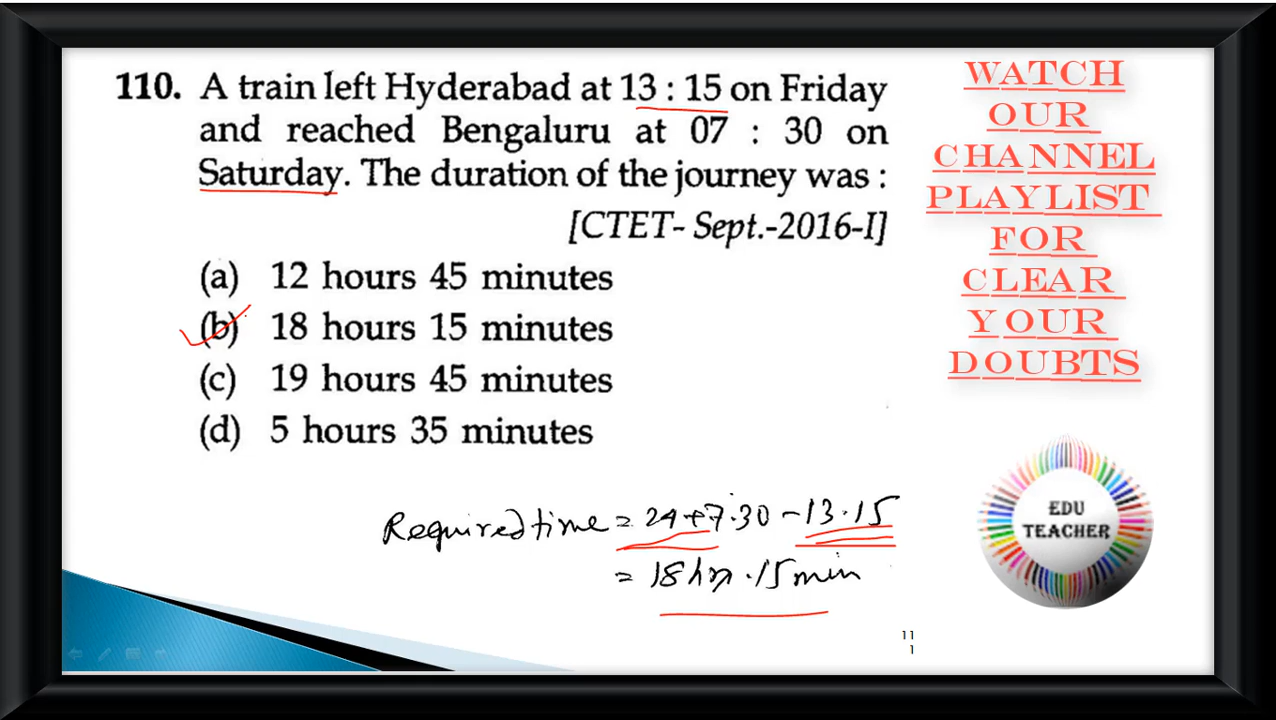 110. A train left Hyderabad at 13 : 15 on Friday
and reached Bengaluru at 07 : 30 on
Saturday. The duration of the journey was :
[CTET- Sept.-2016-I]
(a) 12 hours 45 minutes
(b) 18 hours 15 minutes
(c) 19 hours 45 minutes
(d) 5 hours 35 minutes
Required time = 24+7.30 - 13.15
= 18 hrs .15 min
WATCH
OUR
CHANNEL
PLAYLIST
FOR
CLEAR
YOUR
DOUBTS
EDU
TEACHER
11
1